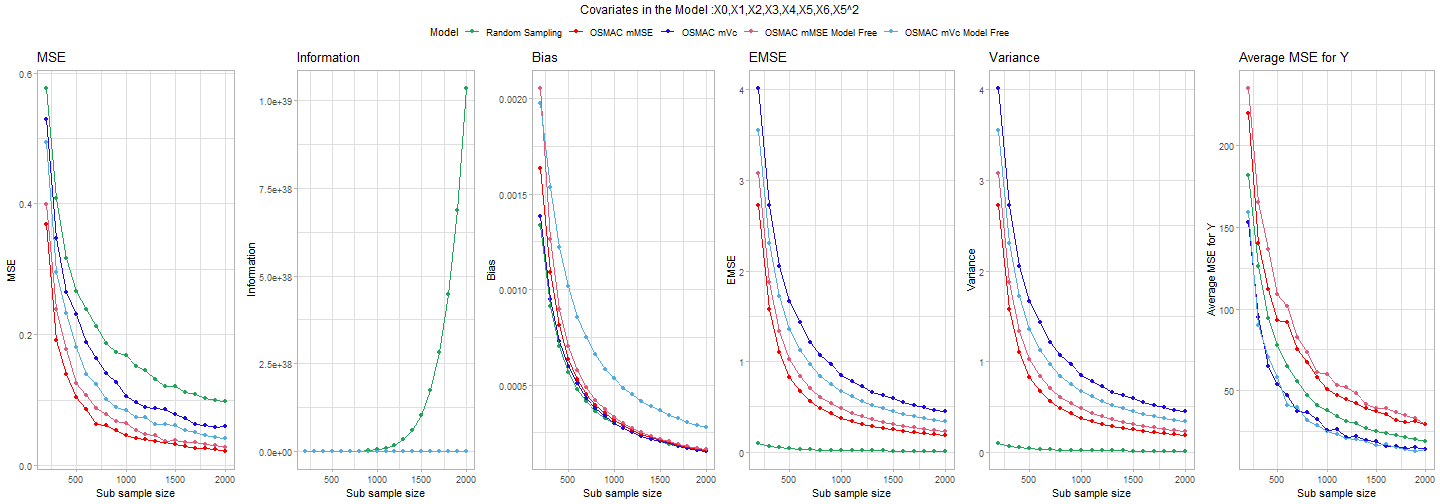 Covariates in the Model :X0,X1,X2,X3,X4,X5,X6,X5^2
Model Random Sampling OSMAC mMSE OSMAC mVc OSMAC mMSE Model Free OSMAC mVc Model Free
MSE
MSE
0.6
0.4
0.2
0.0
500 1000 1500 2000
Sub sample size
Information
Information
1.0e+39
7.5e+38
5.0e+38
2.5e+38
0.0e+00
500 1000 1500 2000
Sub sample size
Bias
Bias
0.0020
0.0015
0.0010
0.0005
500 1000 1500 2000
Sub sample size
EMSE
EMSE
4
3
2
1
0
500 1000 1500 2000
Sub sample size
Variance
Variance
4
3
2
1
0
500 1000 1500 2000
Sub sample size
Average MSE for Y
Average MSE for Y
200
150
100
50
500 1000 1500 2000
Sub sample size